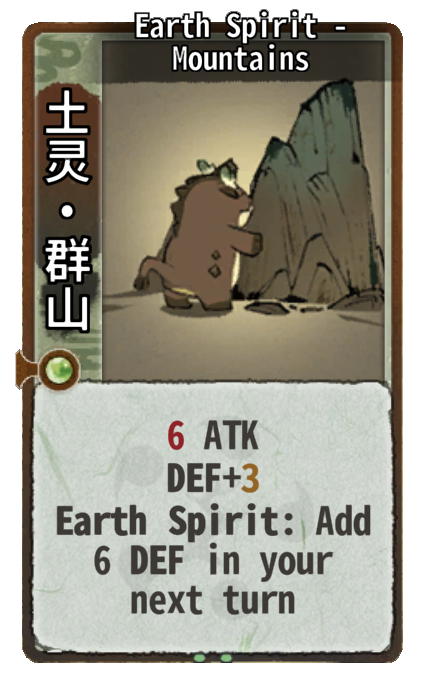 Earth Spirit -
Mountains
土灵·群山
6 ATK
DEF+3
Earth Spirit: Add
6 DEF in your
next turn